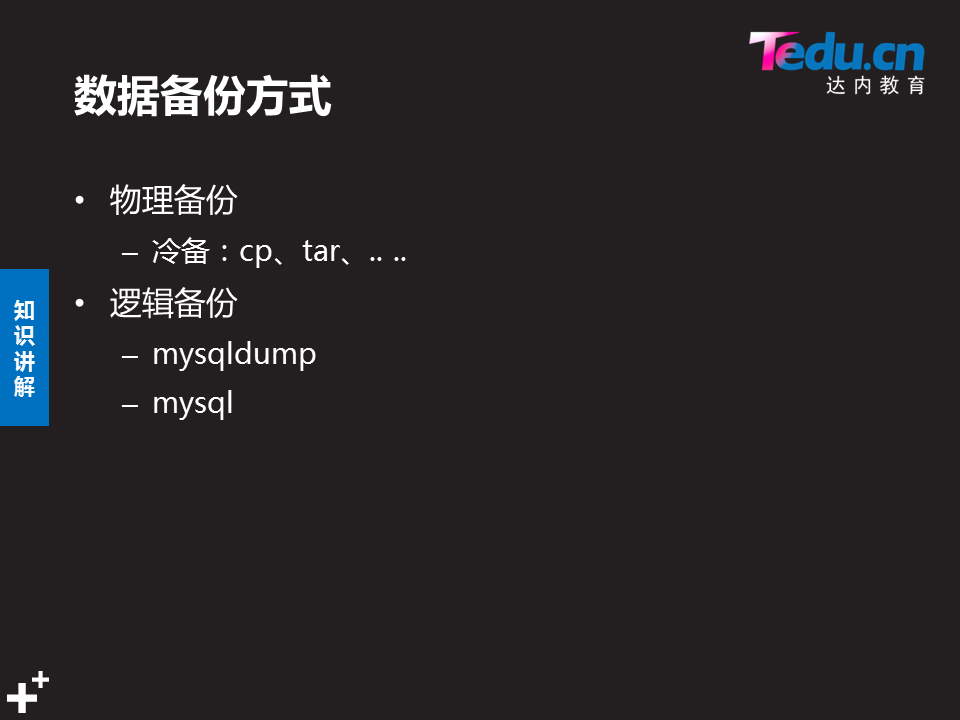 Tedu.cn
达内教育
数据备份方式
• 物理备份
– 冷备：cp、tar、.. ..
• 逻辑备份
– mysqldump
– mysql
知识讲解